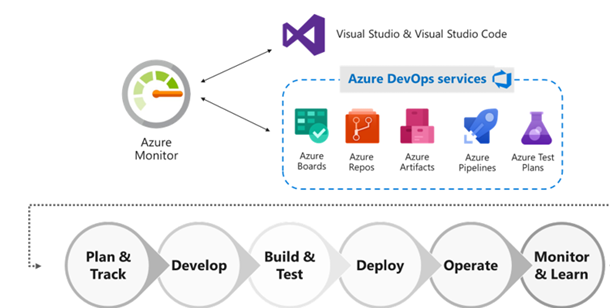 Visual Studio & Visual Studio Code
Azure DevOps services
Azure
Monitor
Azure
Boards
Azure
Repos
Azure
Artifacts
Azure
Pipelines
Azure Test
Plans
Plan &
Track
Develop
Build &
Test
Deploy
Operate
Monitor
& Learn